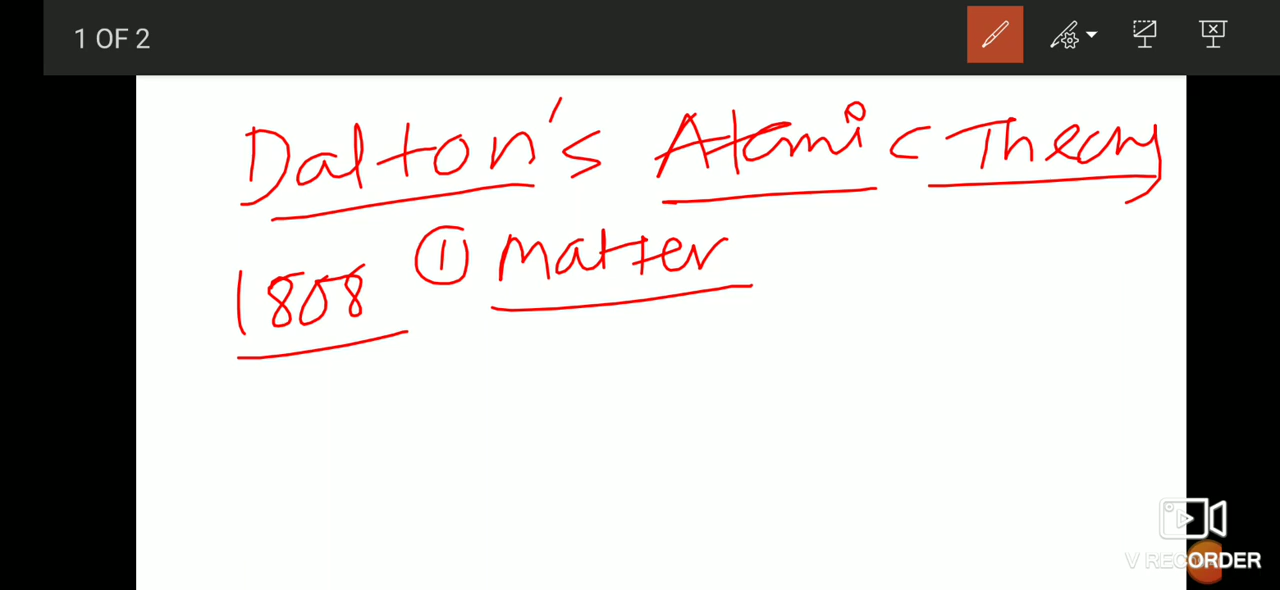 1 OF 2
Dalton's Atomic Theory
1808 ① Matter
V RECORDER